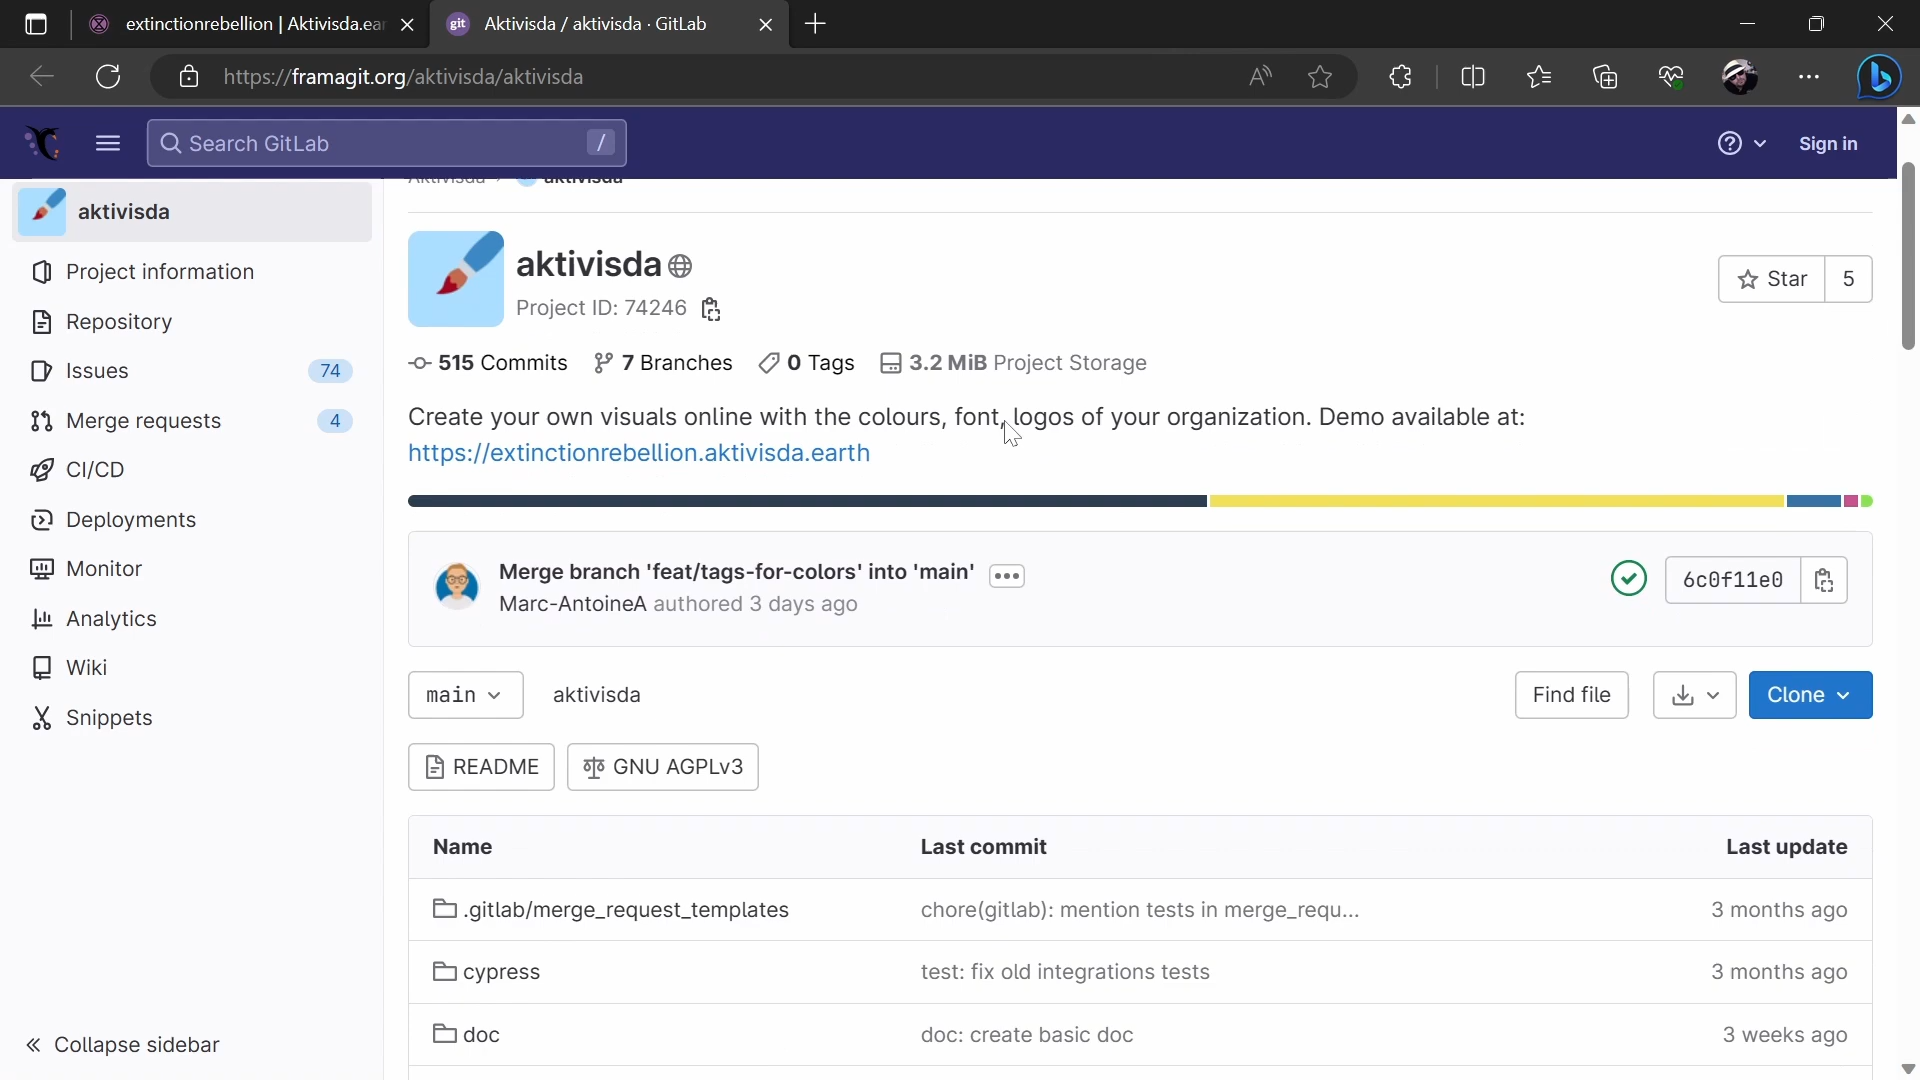 extinctionrebellion | Aktivisda.ear
git Aktivisda / aktivisda · GitLab
https://framagit.org/aktivisda/aktivisda
Search GitLab /
Sign in
Aktivisda > aktivisda
aktivisda
Project information
Repository
Issues 74
Merge requests 4
CI/CD
Deployments
Monitor
Analytics
Wiki
Snippets
Collapse sidebar
aktivisda
Project ID: 74246
Star 5
515 Commits 7 Branches 0 Tags 3.2 MiB Project Storage
Create your own visuals online with the colours, font, logos of your organization. Demo available at:
https://extinctionrebellion.aktivisda.earth
Merge branch 'feat/tags-for-colors' into 'main'
Marc-AntoineA authored 3 days ago
6c0f11e0
main aktivisda
Find file Clone
README GNU AGPLv3
Name Last commit Last update
.gitlab/merge_request_templates chore(gitlab): mention tests in merge_requ... 3 months ago
cypress test: fix old integrations tests 3 months ago
doc doc: create basic doc 3 weeks ago